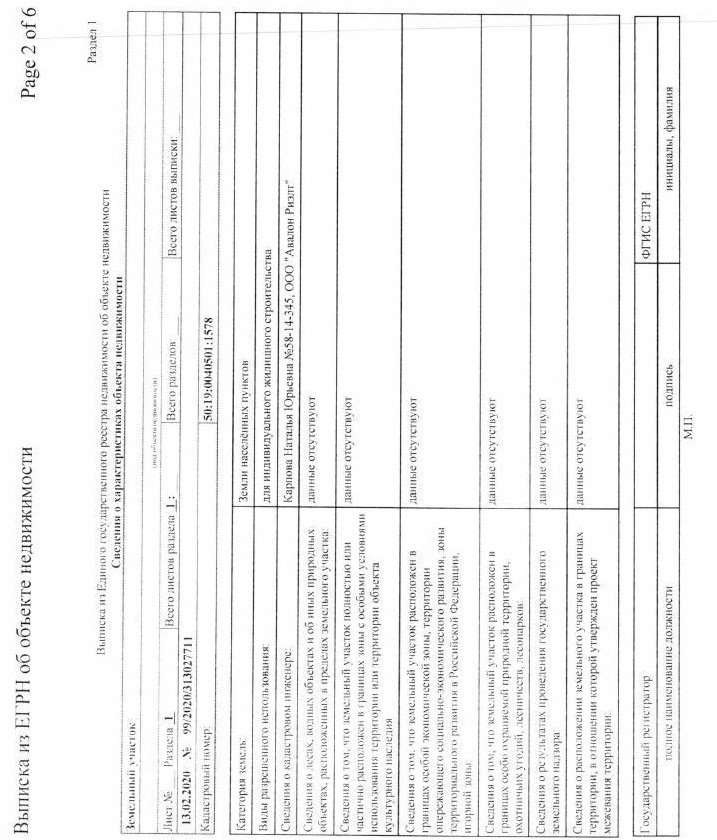 Выписка из ЕГРН об объекте недвижимости
Page 2 of 6
Раздел 1
Выписка из Единого государственного реестра недвижимости об объекте недвижимости
Сведения о характеристиках объекта недвижимости
Земельный участок
(вид объекта недвижимости)
Лист № Раздела 1
Всего листов раздела 1 :
Всего разделов:
Всего листов выписки:
13.02.2020 № 99/2020/313027711
Кадастровый номер:
50:19:0040501:1578
Категория земель:
Земли населённых пунктов
Виды разрешенного использования:
для индивидуального жилищного строительства
Сведения о кадастровом инженере:
Карпова Наталья Юрьевна №58-14-345, ООО "Авалон Риэлт"
Сведения о лесах, водных объектах и об иных природных
объектах, расположенных в пределах земельного участка:
данные отсутствуют
Сведения о том, что земельный участок полностью или
частично расположен в границах зоны с особыми условиями
использования территории или территории объекта
культурного наследия
данные отсутствуют
Сведения о том, что земельный участок расположен в
границах особой экономической зоны, территории
опережающего социально-экономического развития, зоны
территориального развития в Российской Федерации,
игорной зоны:
данные отсутствуют
Сведения о том, что земельный участок расположен в
границах особо охраняемой природной территории,
охотничьих угодий, лесничеств, лесопарков:
данные отсутствуют
Сведения о результатах проведения государственного
земельного надзора:
данные отсутствуют
Сведения о расположении земельного участка в границах
территории, в отношении которой утвержден проект
межевания территории:
данные отсутствуют
Государственный регистратор
ФГИС ЕГРН
полное наименование должности
подпись
инициалы, фамилия
М.П.